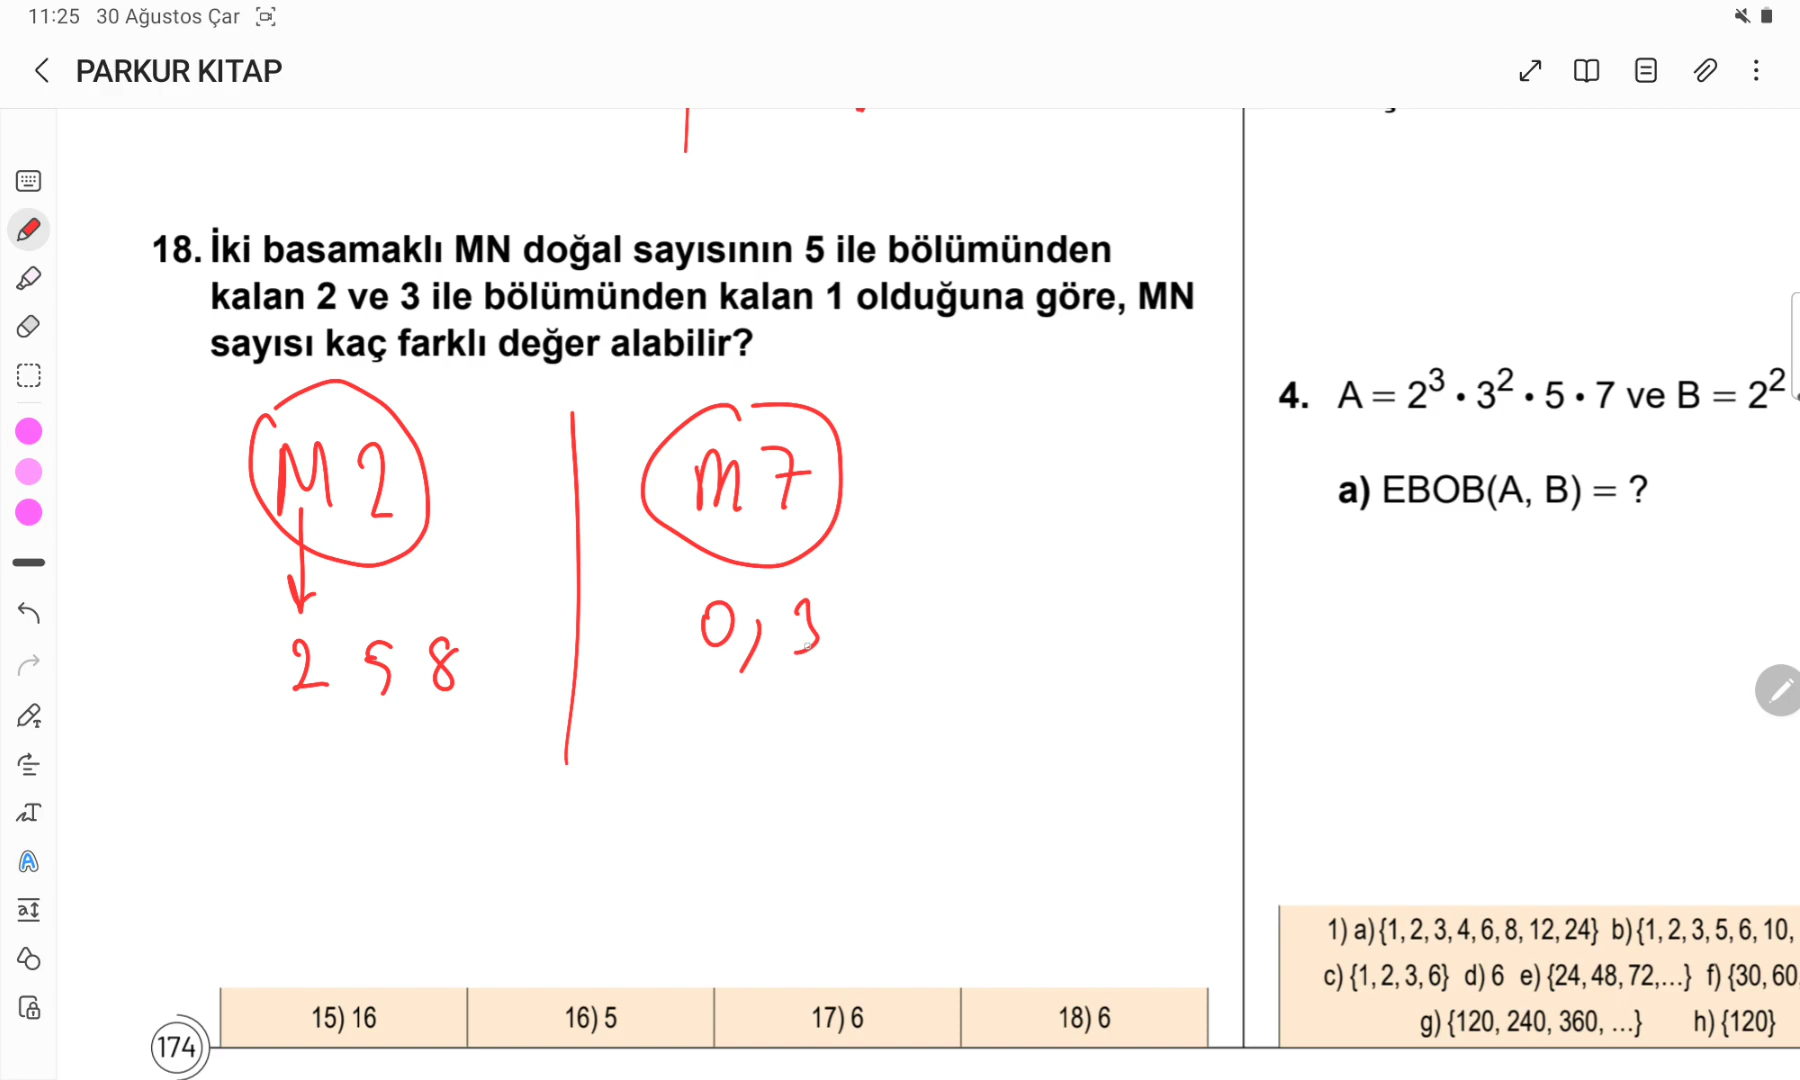 11:25 30 Ağustos Çar
PARKUR KITAP
18. İki basamaklı MN doğal sayısının 5 ile bölümünden
kalan 2 ve 3 ile bölümünden kalan 1 olduğuna göre, MN
sayısı kaç farklı değer alabilir?
M 2
m 7
2 5 8
0, 3
15) 16
16) 5
17) 6
18) 6
174
4. A = 2³ · 3² · 5 · 7 ve B = 2²
a) EBOB(A, B) = ?
1) a) {1, 2, 3, 4, 6, 8, 12, 24} b) {1, 2, 3, 5, 6, 10,
c) {1, 2, 3, 6} d) 6 e) {24, 48, 72,...} f) {30, 60,
g) {120, 240, 360, ...} h) {120}